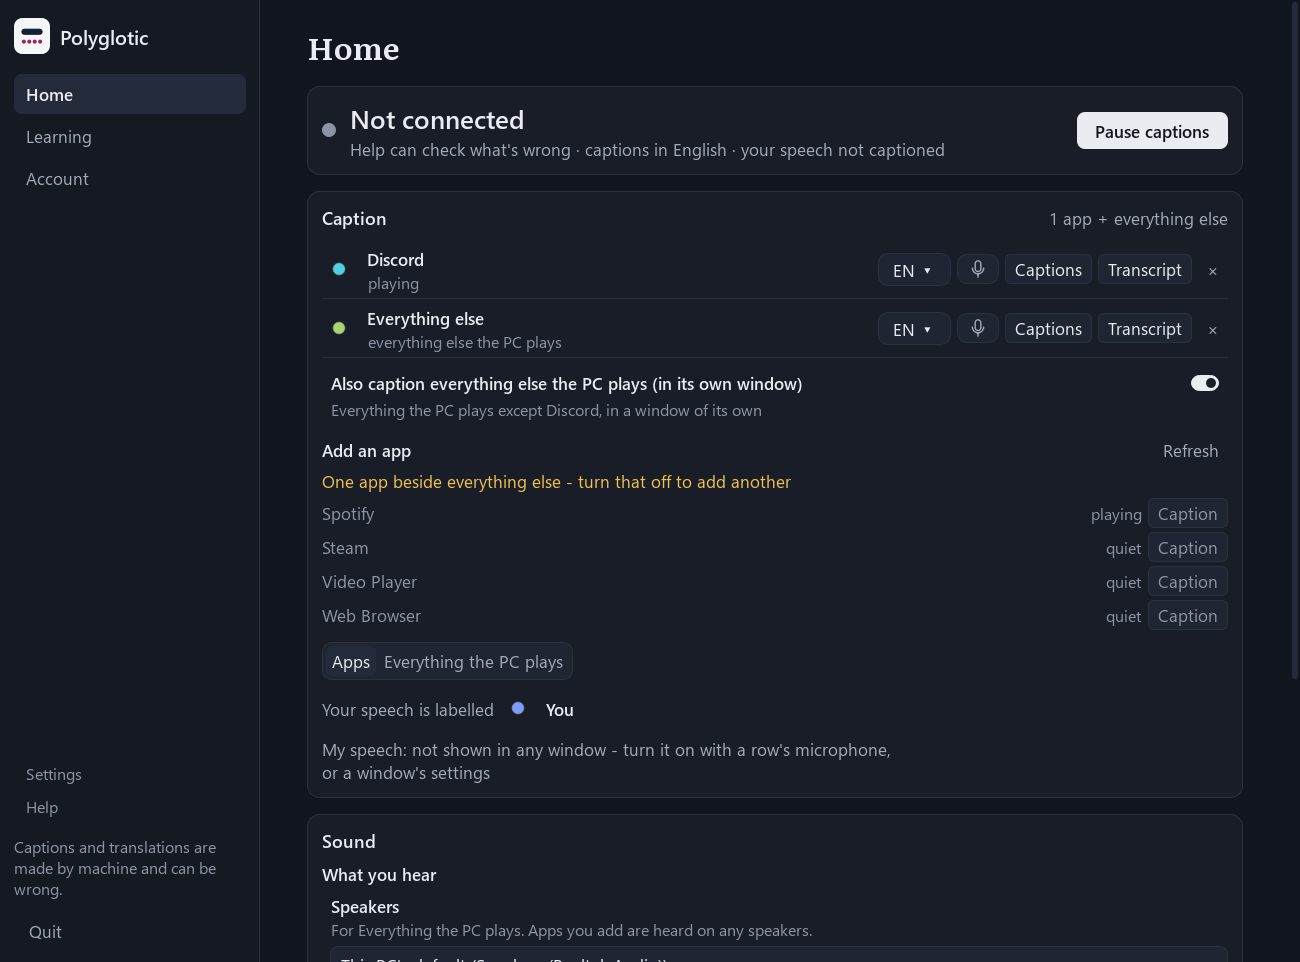 Polyglotic
Home
Learning
Account
Settings
Help
Captions and translations are
made by machine and can be
wrong.
Quit
Home
Not connected
Help can check what's wrong · captions in English · your speech not captioned
Pause captions
Caption
1 app + everything else
Discord
playing
EN ▾
Captions
Transcript
×
Everything else
everything else the PC plays
EN ▾
Captions
Transcript
×
Also caption everything else the PC plays (in its own window)
Everything the PC plays except Discord, in a window of its own
Add an app
Refresh
One app beside everything else - turn that off to add another
Spotify
playing
Caption
Steam
quiet
Caption
Video Player
quiet
Caption
Web Browser
quiet
Caption
Apps
Everything the PC plays
Your speech is labelled
You
My speech: not shown in any window - turn it on with a row's microphone,
or a window's settings
Sound
What you hear
Speakers
For Everything the PC plays. Apps you add are heard on any speakers.
This PC's default (Speakers (Realtek Audio))